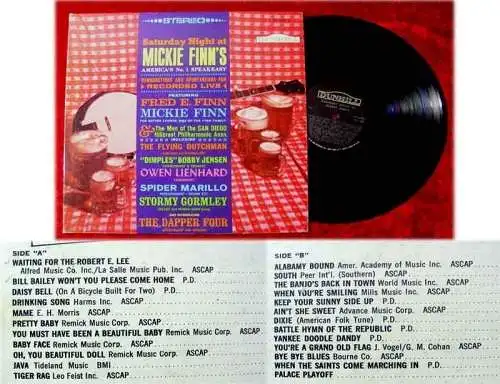 STEREO
Saturday Night at
MICKIE FINN'S
AMERICA'S No. 1 SPEAKEASY
RECORDED LIVE
FEATURING
FRED E. FINN
MICKIE FINN
& The Men of the SAN DIEGO
THE FLYING DUTCHMAN
"DIMPLES" BOBBY JENSEN
OWEN LIENHARD
SPIDER MARILLO
STORMY GORMLEY
THE DAPPER FOUR
DUNHILL
SIDE "A"
WAITING FOR THE ROBERT E. LEE
Alfred Music Co. Inc./La Salle Music Pub. Inc. ASCAP
BILL BAILEY WON'T YOU PLEASE COME HOME P.D.
DAISY BELL (On A Bicycle Built For Two) P.D..
DRINKING SONG Harms Inc. ASCAP
MAME E. H. Morris ASCAP
PRETTY BABY Remick Music Corp. ASCAP
YOU MUST HAVE BEEN A BEAUTIFUL BABY Remick Music Corp. ASCAP
BABY FACE Remick Music Corp. ASCAP
OH, YOU BEAUTIFUL DOLL Remick Music Corp. ASCAP
JAVA Tideland Music BMI
TIGER RAG Leo Feist Inc. ASCAP
SIDE "B"
ALABAMY BOUND Amer. Academy of Music Inc. ASCAP
SOUTH Peer Int'l. (Southern) ASCAP
THE BANJO'S BACK IN TOWN World Music Inc. ASCAP
WHEN YOU'RE SMILING Mills Music Inc. ASCAP
KEEP YOUR SUNNY SIDE UP P.D.
AIN'T SHE SWEET Advance Music Corp. ASCAP
DIXIE (American Folk Tune) P.D.
BATTLE HYMN OF THE REPUBLIC P.D.
YANKEE DOODLE DANDY P.D.
YOU'RE A GRAND OLD FLAG J. Vogel/G. M. Cohan ASCAP
BYE BYE BLUES Bourne Co. ASCAP
WHEN THE SAINTS COME MARCHING IN P.D.
PALACE PLAYOFF